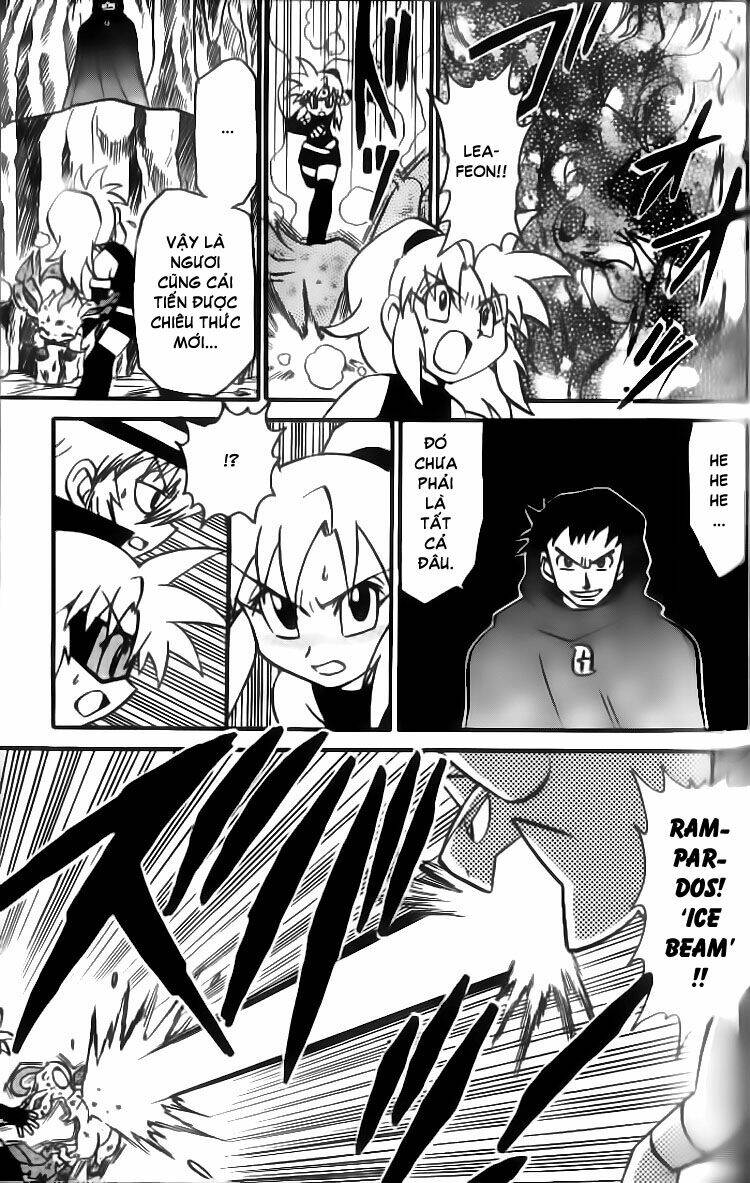 LEA-
FEON!!
...
VẬY LÀ
NGƯƠI
CŨNG CẢI
TIẾN ĐƯỢC
CHIÊU THỨC
MỚI...
HE
HE
HE
...
ĐÓ
CHƯA
PHẢI
LÀ
TẤT
CẢ
ĐÂU.
!?
RAM-
PAR-
DOS!
'ICE
BEAM'
!!